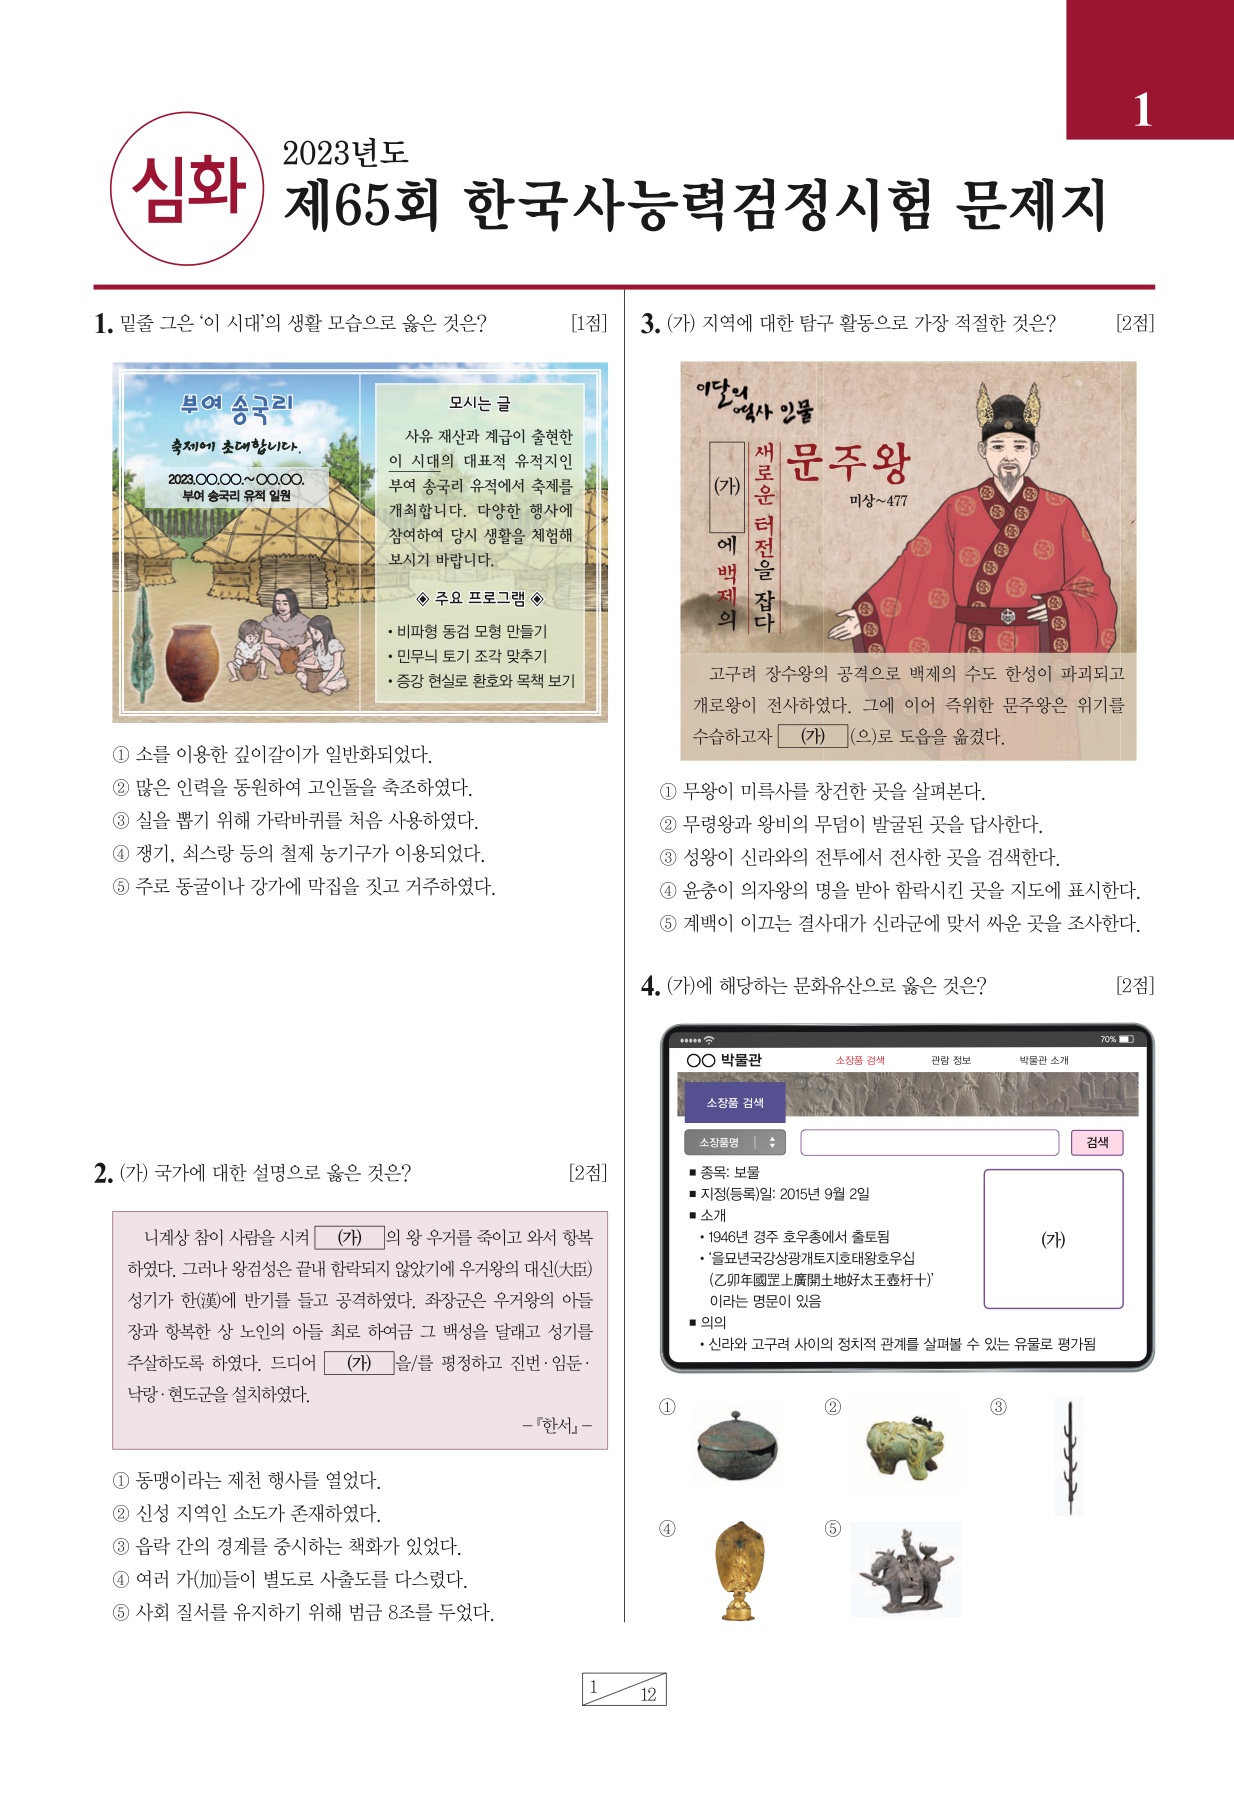 1
심화
2023년도
제65회 한국사능력검정시험 문제지
1. 밑줄 그은 ‘이 시대’의 생활 모습으로 옳은 것은? [1점]
부여 송국리
축제에 초대합니다.
2023.○○.○○.~○○.○○.
부여 송국리 유적 일원
모시는 글
사유 재산과 계급이 출현한
이 시대의 대표적 유적지인
부여 송국리 유적에서 축제를
개최합니다. 다양한 행사에
참여하여 당시 생활을 체험해
보시기 바랍니다.
◈ 주요 프로그램 ◈
• 비파형 동검 모형 만들기
• 민무늬 토기 조각 맞추기
• 증강 현실로 환호와 목책 보기
① 소를 이용한 깊이갈이가 일반화되었다.
② 많은 인력을 동원하여 고인돌을 축조하였다.
③ 실을 뽑기 위해 가락바퀴를 처음 사용하였다.
④ 쟁기, 쇠스랑 등의 철제 농기구가 이용되었다.
⑤ 주로 동굴이나 강가에 막집을 짓고 거주하였다.
2. (가) 국가에 대한 설명으로 옳은 것은? [2점]
니계상 참이 사람을 시켜 (가) 의 왕 우거를 죽이고 와서 항복
하였다. 그러나 왕검성은 끝내 함락되지 않았기에 우거왕의 대신(大臣)
성기가 한(漢)에 반기를 들고 공격하였다. 좌장군은 우거왕의 아들
장과 항복한 상 노인의 아들 최로 하여금 그 백성을 달래고 성기를
주살하도록 하였다. 드디어 (가) 을/를 평정하고 진번·임둔·
낙랑·현도군을 설치하였다.
－『한서』－
① 동맹이라는 제천 행사를 열었다.
② 신성 지역인 소도가 존재하였다.
③ 읍락 간의 경계를 중시하는 책화가 있었다.
④ 여러 가(加)들이 별도로 사출도를 다스렸다.
⑤ 사회 질서를 유지하기 위해 범금 8조를 두었다.
3. (가) 지역에 대한 탐구 활동으로 가장 적절한 것은? [2점]
이달의
역사 인물
(가)에 백제의
새로운 터전을 잡다
문주왕
미상~477
고구려 장수왕의 공격으로 백제의 수도 한성이 파괴되고
개로왕이 전사하였다. 그에 이어 즉위한 문주왕은 위기를
수습하고자 (가) (으)로 도읍을 옮겼다.
① 무왕이 미륵사를 창건한 곳을 살펴본다.
② 무령왕과 왕비의 무덤이 발굴된 곳을 답사한다.
③ 성왕이 신라와의 전투에서 전사한 곳을 검색한다.
④ 윤충이 의자왕의 명을 받아 함락시킨 곳을 지도에 표시한다.
⑤ 계백이 이끄는 결사대가 신라군에 맞서 싸운 곳을 조사한다.
4. (가)에 해당하는 문화유산으로 옳은 것은? [2점]
70%
○○ 박물관 소장품 검색 관람 정보 박물관 소개
소장품 검색
소장품명 검색
■ 종목: 보물
■ 지정(등록)일: 2015년 9월 2일
■ 소개
• 1946년 경주 호우총에서 출토됨
• ‘을묘년국강상광개토지호태왕호우십
(乙卯年國罡上廣開土地好太王壺杅十)’
이라는 명문이 있음
■ 의의
• 신라와 고구려 사이의 정치적 관계를 살펴볼 수 있는 유물로 평가됨
(가)
① ② ③
④ ⑤
1 12